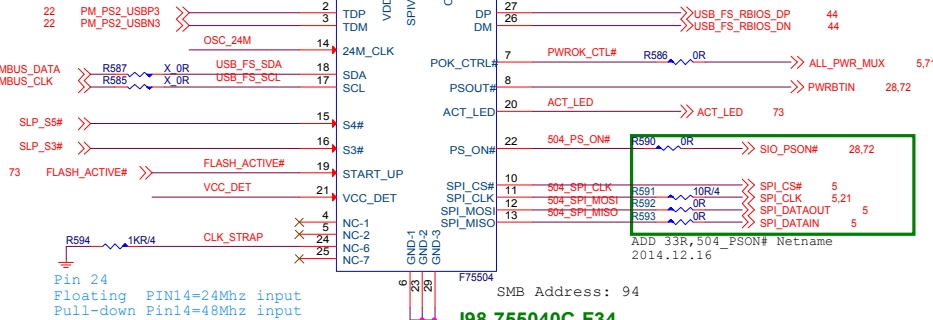 22 PM_PS2_USBP3 2 TDP
22 PM_PS2_USBN3 3 TDM
VDD
SPIV
27 DP USB_FS_RBIOS_DP 44
26 DM USB_FS_RBIOS_DN 44
OSC_24M 14 24M_CLK
7 POK_CTRL# PWROK_CTL# R586 0R ALL_PWR_MUX 5,71
MBUS_DATA R587 X_0R USB_FS_SDA 18 SDA
MBUS_CLK R585 X_0R USB_FS_SCL 17 SCL
8 PSOUT# PWRBTIN 28,72
20 ACT_LED ACT_LED ACT_LED 73
SLP_S5# 15 S4#
SLP_S3# 16 S3#
22 PS_ON# 504_PS_ON# R590 0R SIO_PSON# 28,72
73 FLASH_ACTIVE# FLASH_ACTIVE# 19 START_UP
VCC_DET 21 VCC_DET
10 SPI_CS# SPI_CS# 5
11 SPI_CLK 504_SPI_CLK R591 10R/4 SPI_CLK 5,21
12 SPI_MOSI 504_SPI_MOSI R592 0R SPI_DATAOUT 5
13 SPI_MISO 504_SPI_MISO R593 0R SPI_DATAIN 5
4 NC-1
5 NC-2
R594 1KR/4 CLK_STRAP 24 NC-6
25 NC-7
GND-1
GND-2
GND-3
6
23
29
F75504
ADD 33R,504_PSON# Netname
2014.12.16
SMB Address: 94
Pin 24
Floating PIN14=24Mhz input
Pull-down Pin14=48Mhz input